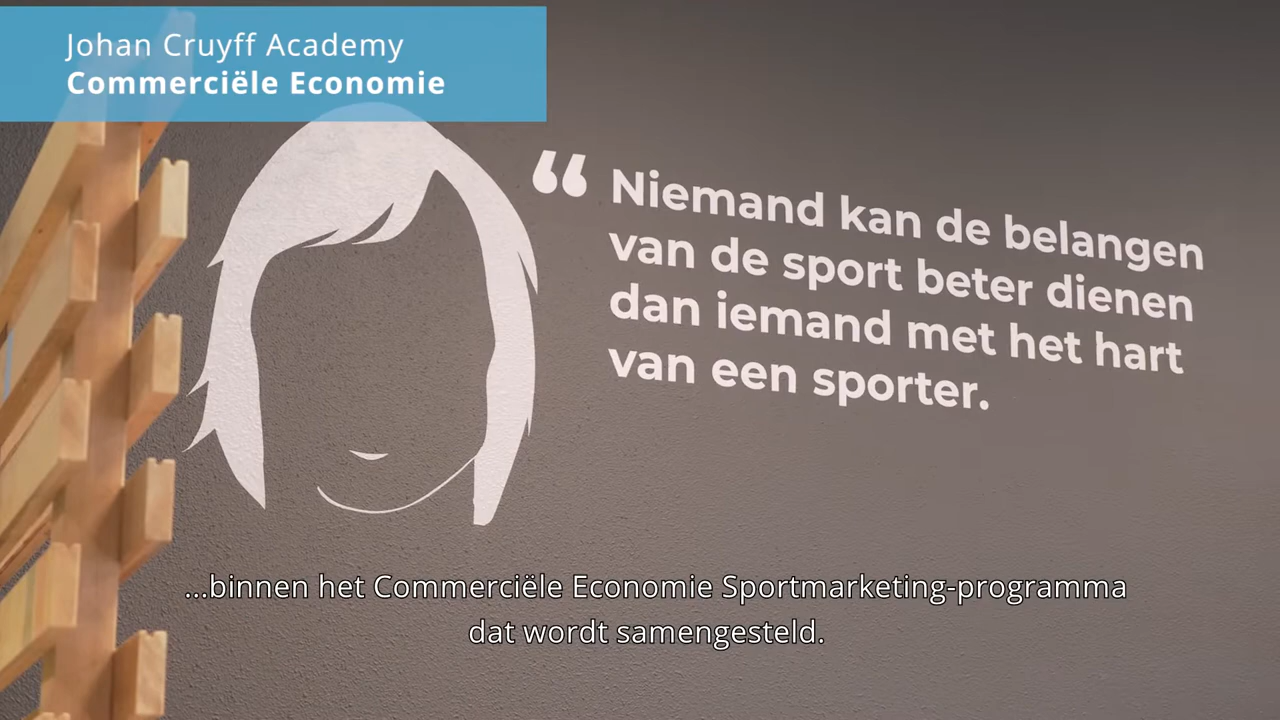 Johan Cruyff Academy
Commerciële Economie
“ Niemand kan de belangen
van de sport beter dienen
dan iemand met het hart
van een sporter.
...binnen het Commerciële Economie Sportmarketing-programma
dat wordt samengesteld.